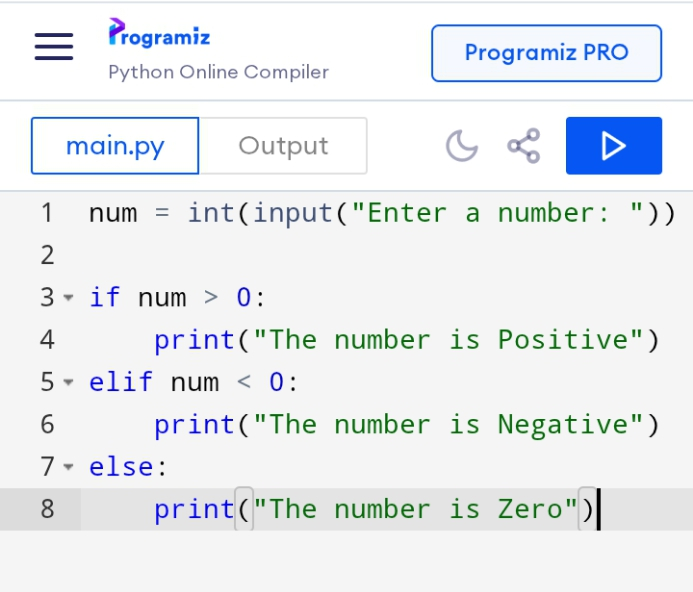 Programiz
Python Online Compiler
Programiz PRO
main.py
Output
1 num = int(input("Enter a number: "))
2
3 if num > 0:
4     print("The number is Positive")
5 elif num < 0:
6     print("The number is Negative")
7 else:
8     print("The number is Zero")